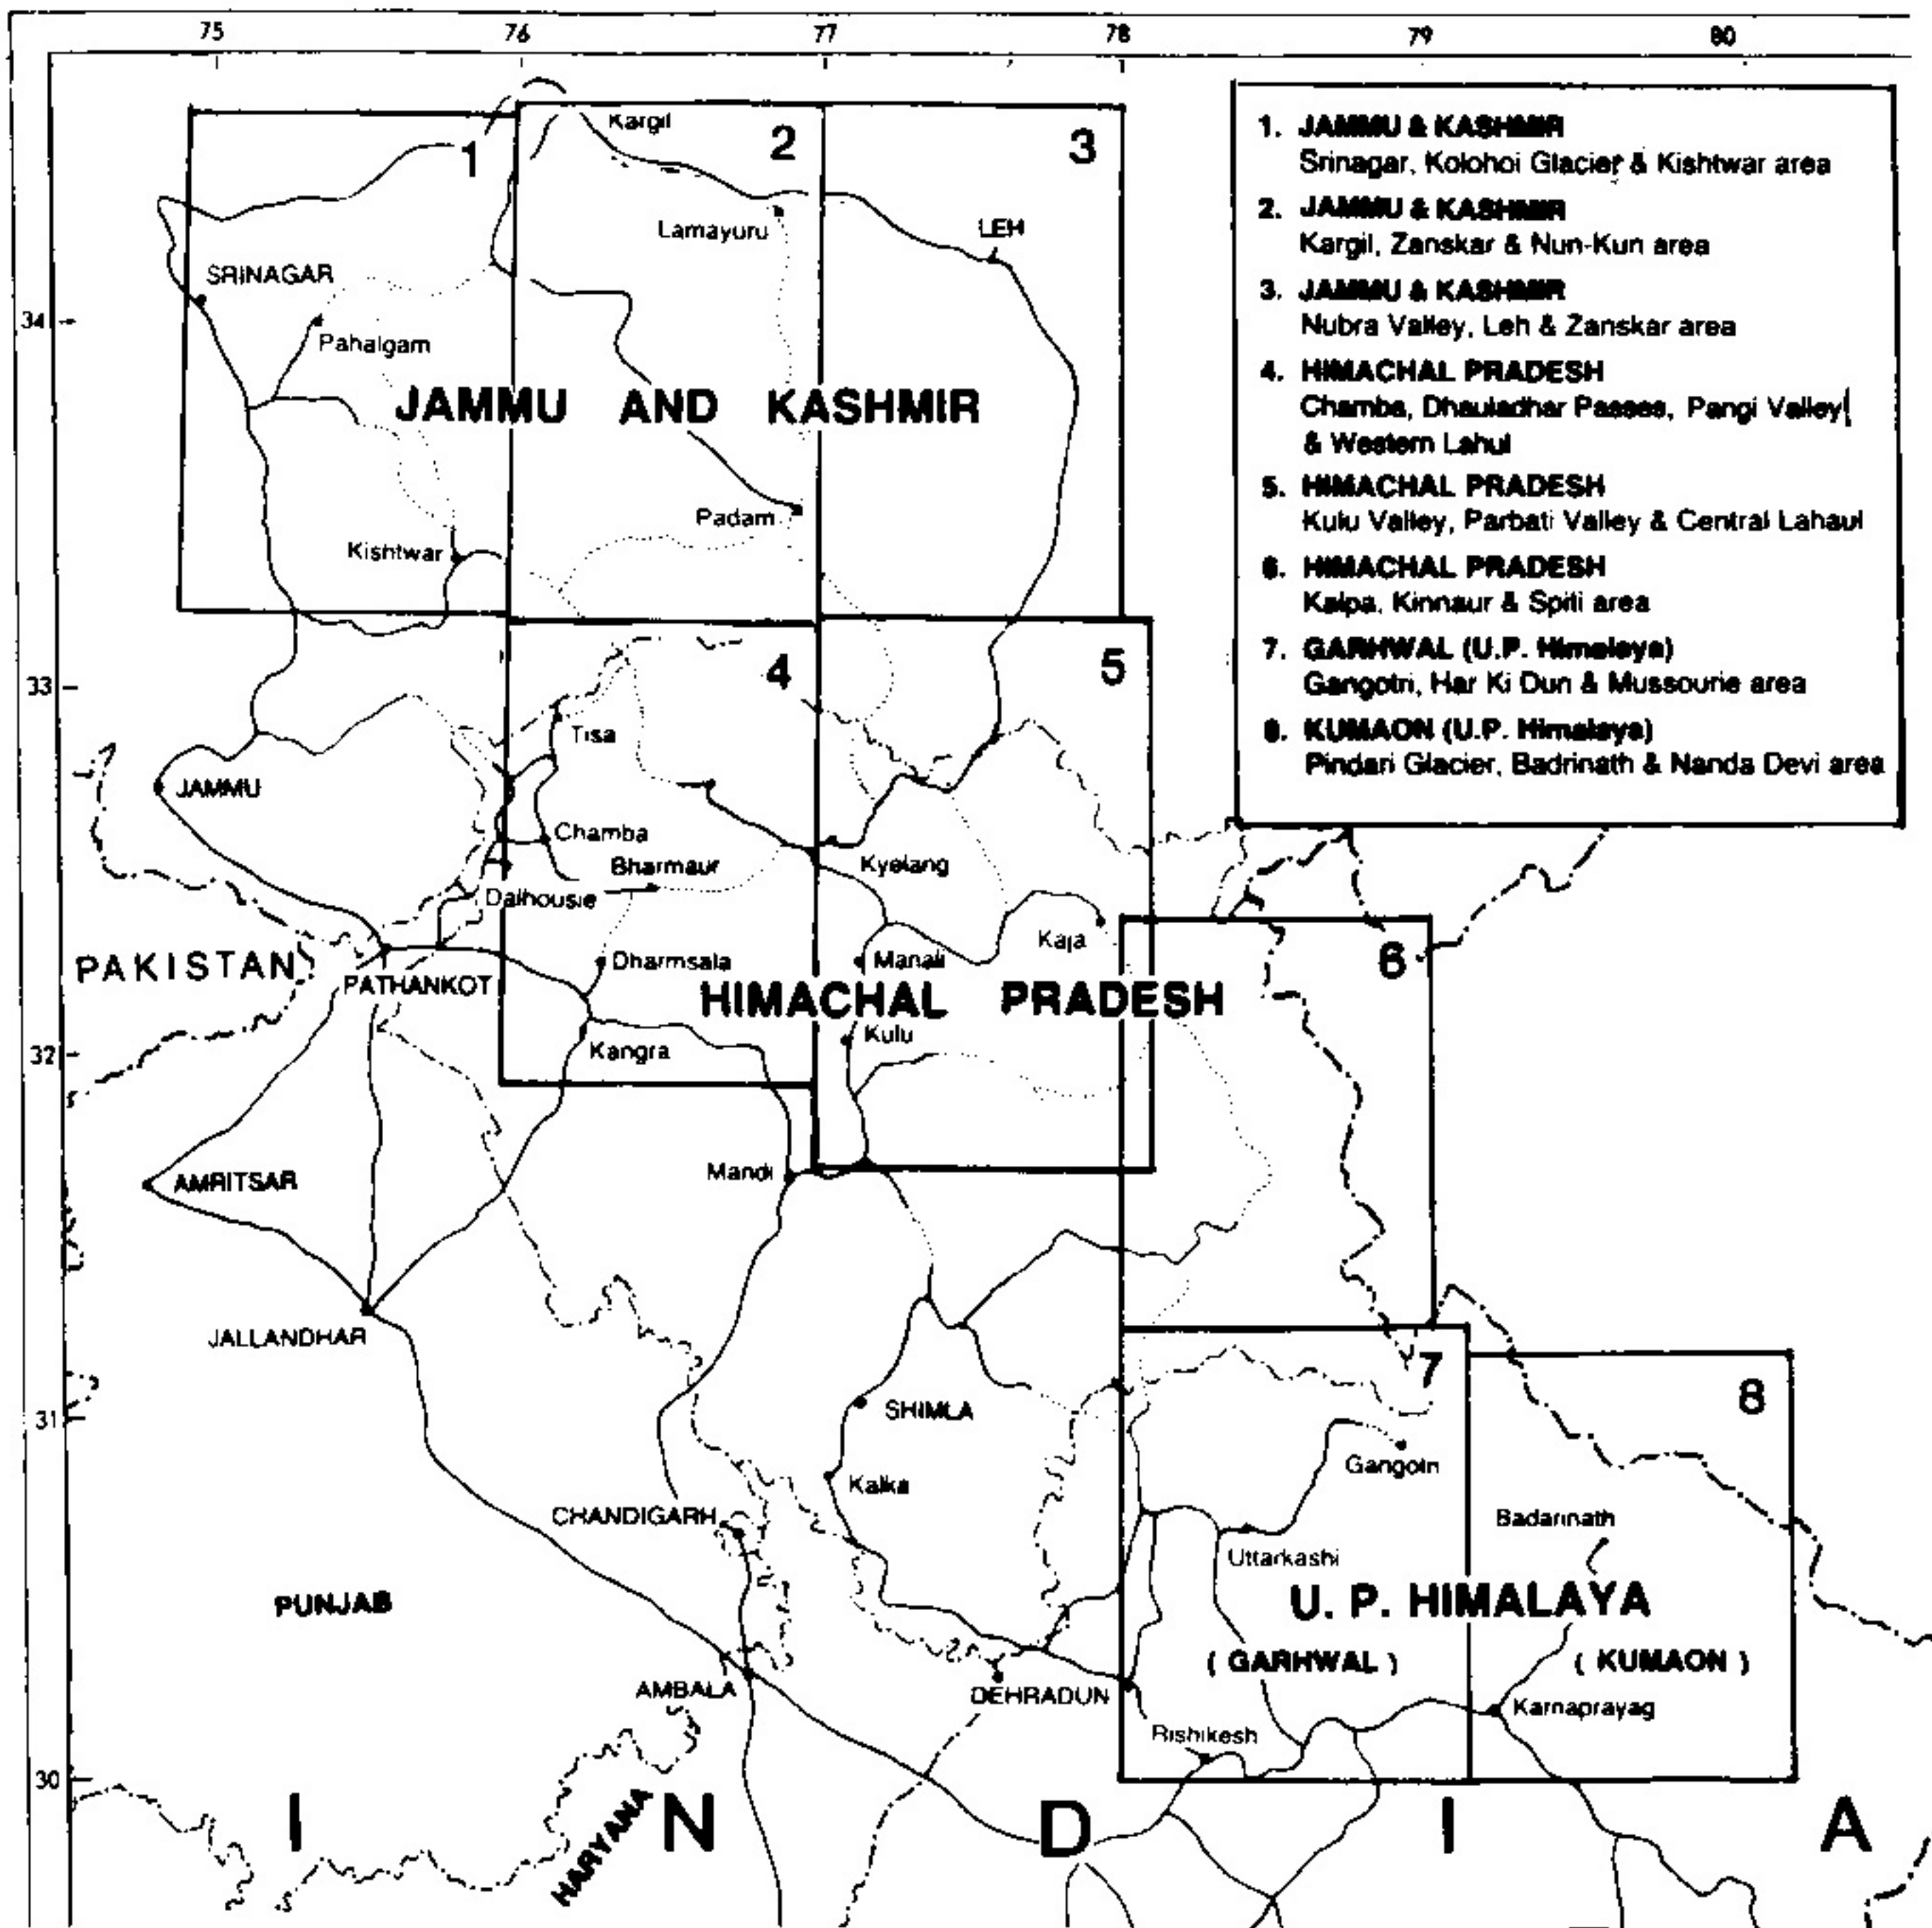 75 76 77 78 79 80
1 2 3
Kargil
Lamayuru
LEH
SRINAGAR
34
Pahalgam
JAMMU AND KASHMIR
Padam
Kishtwar
1. JAMMU & KASHMIR
Srinagar, Kolohoi Glacier & Kishtwar area
2. JAMMU & KASHMIR
Kargil, Zanskar & Nun-Kun area
3. JAMMU & KASHMIR
Nubra Valley, Leh & Zanskar area
4. HIMACHAL PRADESH
Chamba, Dhauladhar Passes, Pangi Valley
& Western Lahul
5. HIMACHAL PRADESH
Kulu Valley, Parbati Valley & Central Lahaul
6. HIMACHAL PRADESH
Kalpa, Kinnaur & Spiti area
7. GARHWAL (U.P. Himalaya)
Gangotri, Har Ki Dun & Mussourie area
8. KUMAON (U.P. Himalaya)
Pindari Glacier, Badrinath & Nanda Devi area
4 5
33
Tisa
JAMMU
Chamba
Bharmaur
Kyelang
Dalhousie
Kaja
6
PAKISTAN
Dharmsala
Manali
PATHANKOT
HIMACHAL PRADESH
Kulu
32
Kangra
Mandi
AMRITSAR
JALLANDHAR
7
8
31
SHIMLA
Gangotri
Kalka
CHANDIGARH
Badarinath
Uttarkashi
PUNJAB
U. P. HIMALAYA
( GARHWAL ) ( KUMAON )
AMBALA
DEHRADUN
Karnaprayag
Rishikesh
30
HARYANA
I N D I A